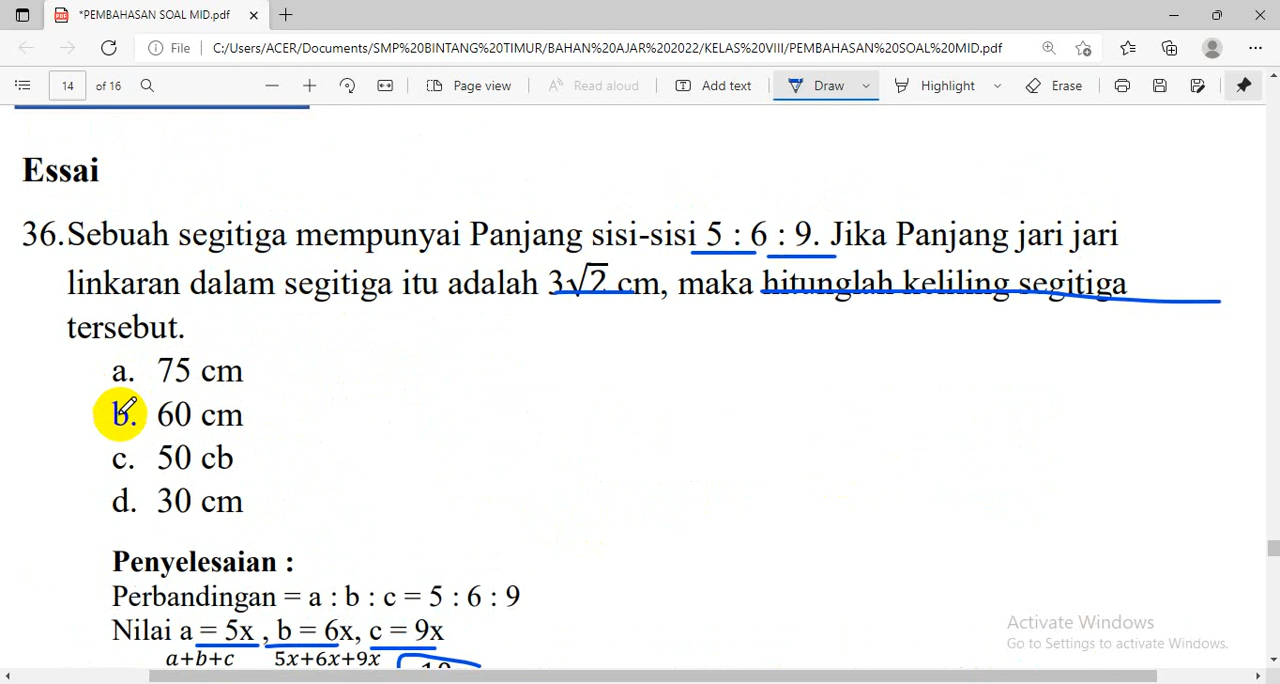 *PEMBAHASAN SOAL MID.pdf
File C:/Users/ACER/Documents/SMP%20BINTANG%20TIMUR/BAHAN%20AJAR%202022/KELAS%20VIII/PEMBAHASAN%20SOAL%20MID.pdf
14 of 16 Page view Read aloud Add text Draw Highlight Erase
Essai
36.Sebuah segitiga mempunyai Panjang sisi-sisi 5 : 6 : 9. Jika Panjang jari jari
linkaran dalam segitiga itu adalah 3√2 cm, maka hitunglah keliling segitiga
tersebut.
a. 75 cm
b. 60 cm
c. 50 cb
d. 30 cm
Penyelesaian :
Perbandingan = a : b : c = 5 : 6 : 9
Nilai a = 5x , b = 6x, c = 9x
a+b+c 5x+6x+9x
Activate Windows
Go to Settings to activate Windows.